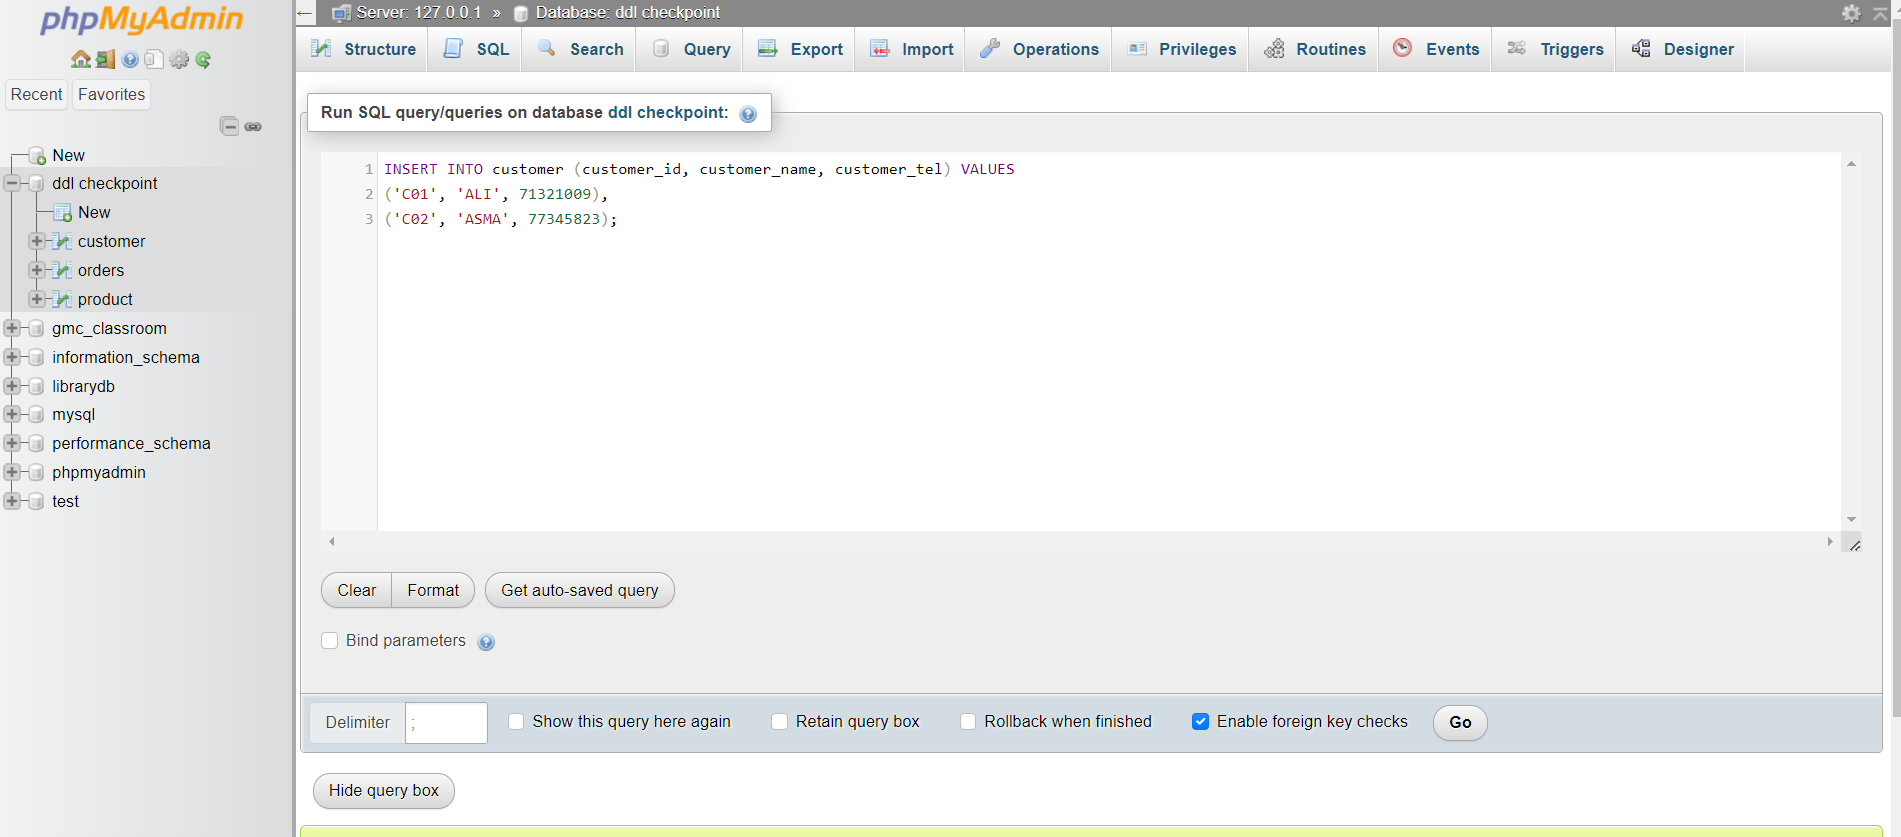 phpMyAdmin
Recent Favorites
New
ddl checkpoint
New
customer
orders
product
gmc_classroom
information_schema
librarydb
mysql
performance_schema
phpmyadmin
test
Server: 127.0.0.1 » Database: ddl checkpoint
Structure SQL Search Query Export Import Operations Privileges Routines Events Triggers Designer
Run SQL query/queries on database ddl checkpoint:
1 INSERT INTO customer (customer_id, customer_name, customer_tel) VALUES
2 ('C01', 'ALI', 71321009),
3 ('C02', 'ASMA', 77345823);
Clear Format Get auto-saved query
Bind parameters
Delimiter ; Show this query here again Retain query box Rollback when finished Enable foreign key checks Go
Hide query box